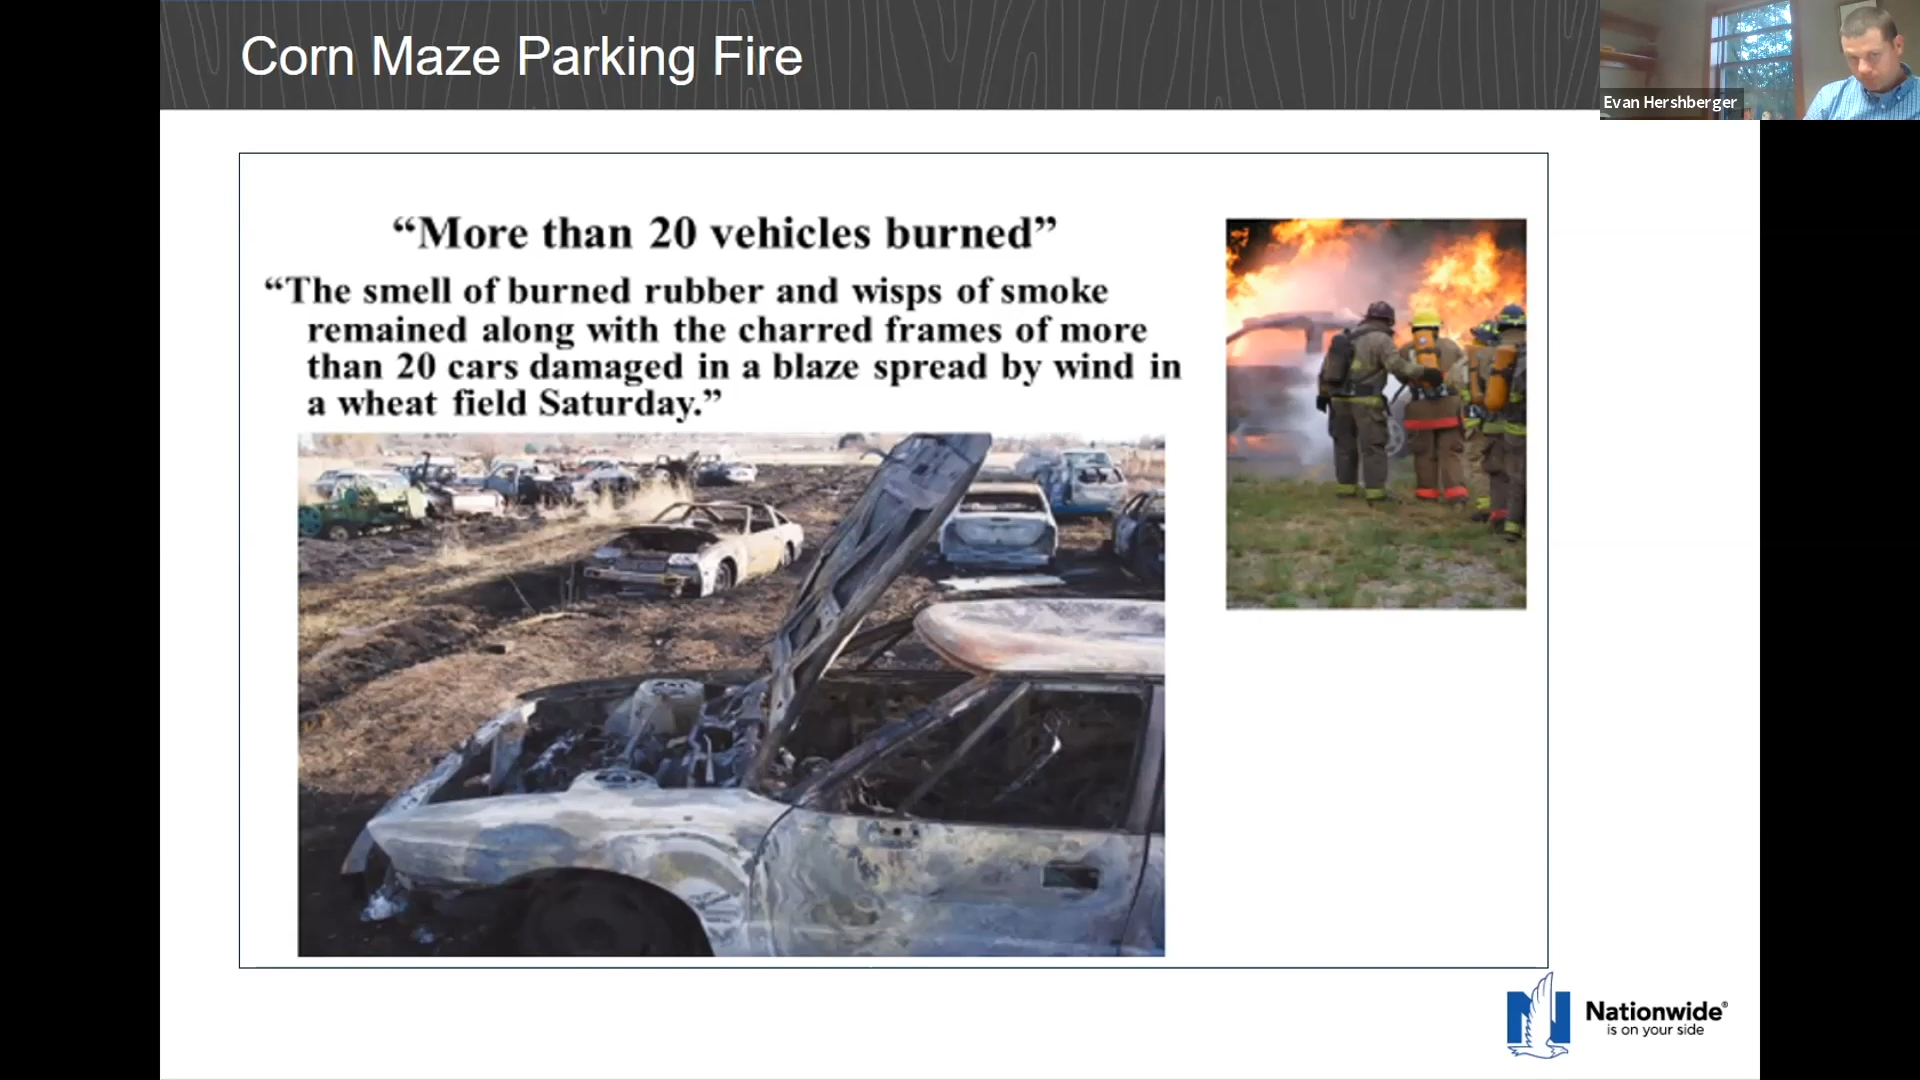 Corn Maze Parking Fire
Evan Hershberger
“More than 20 vehicles burned”
“The smell of burned rubber and wisps of smoke
remained along with the charred frames of more
than 20 cars damaged in a blaze spread by wind in
a wheat field Saturday.”
Nationwide®
is on your side